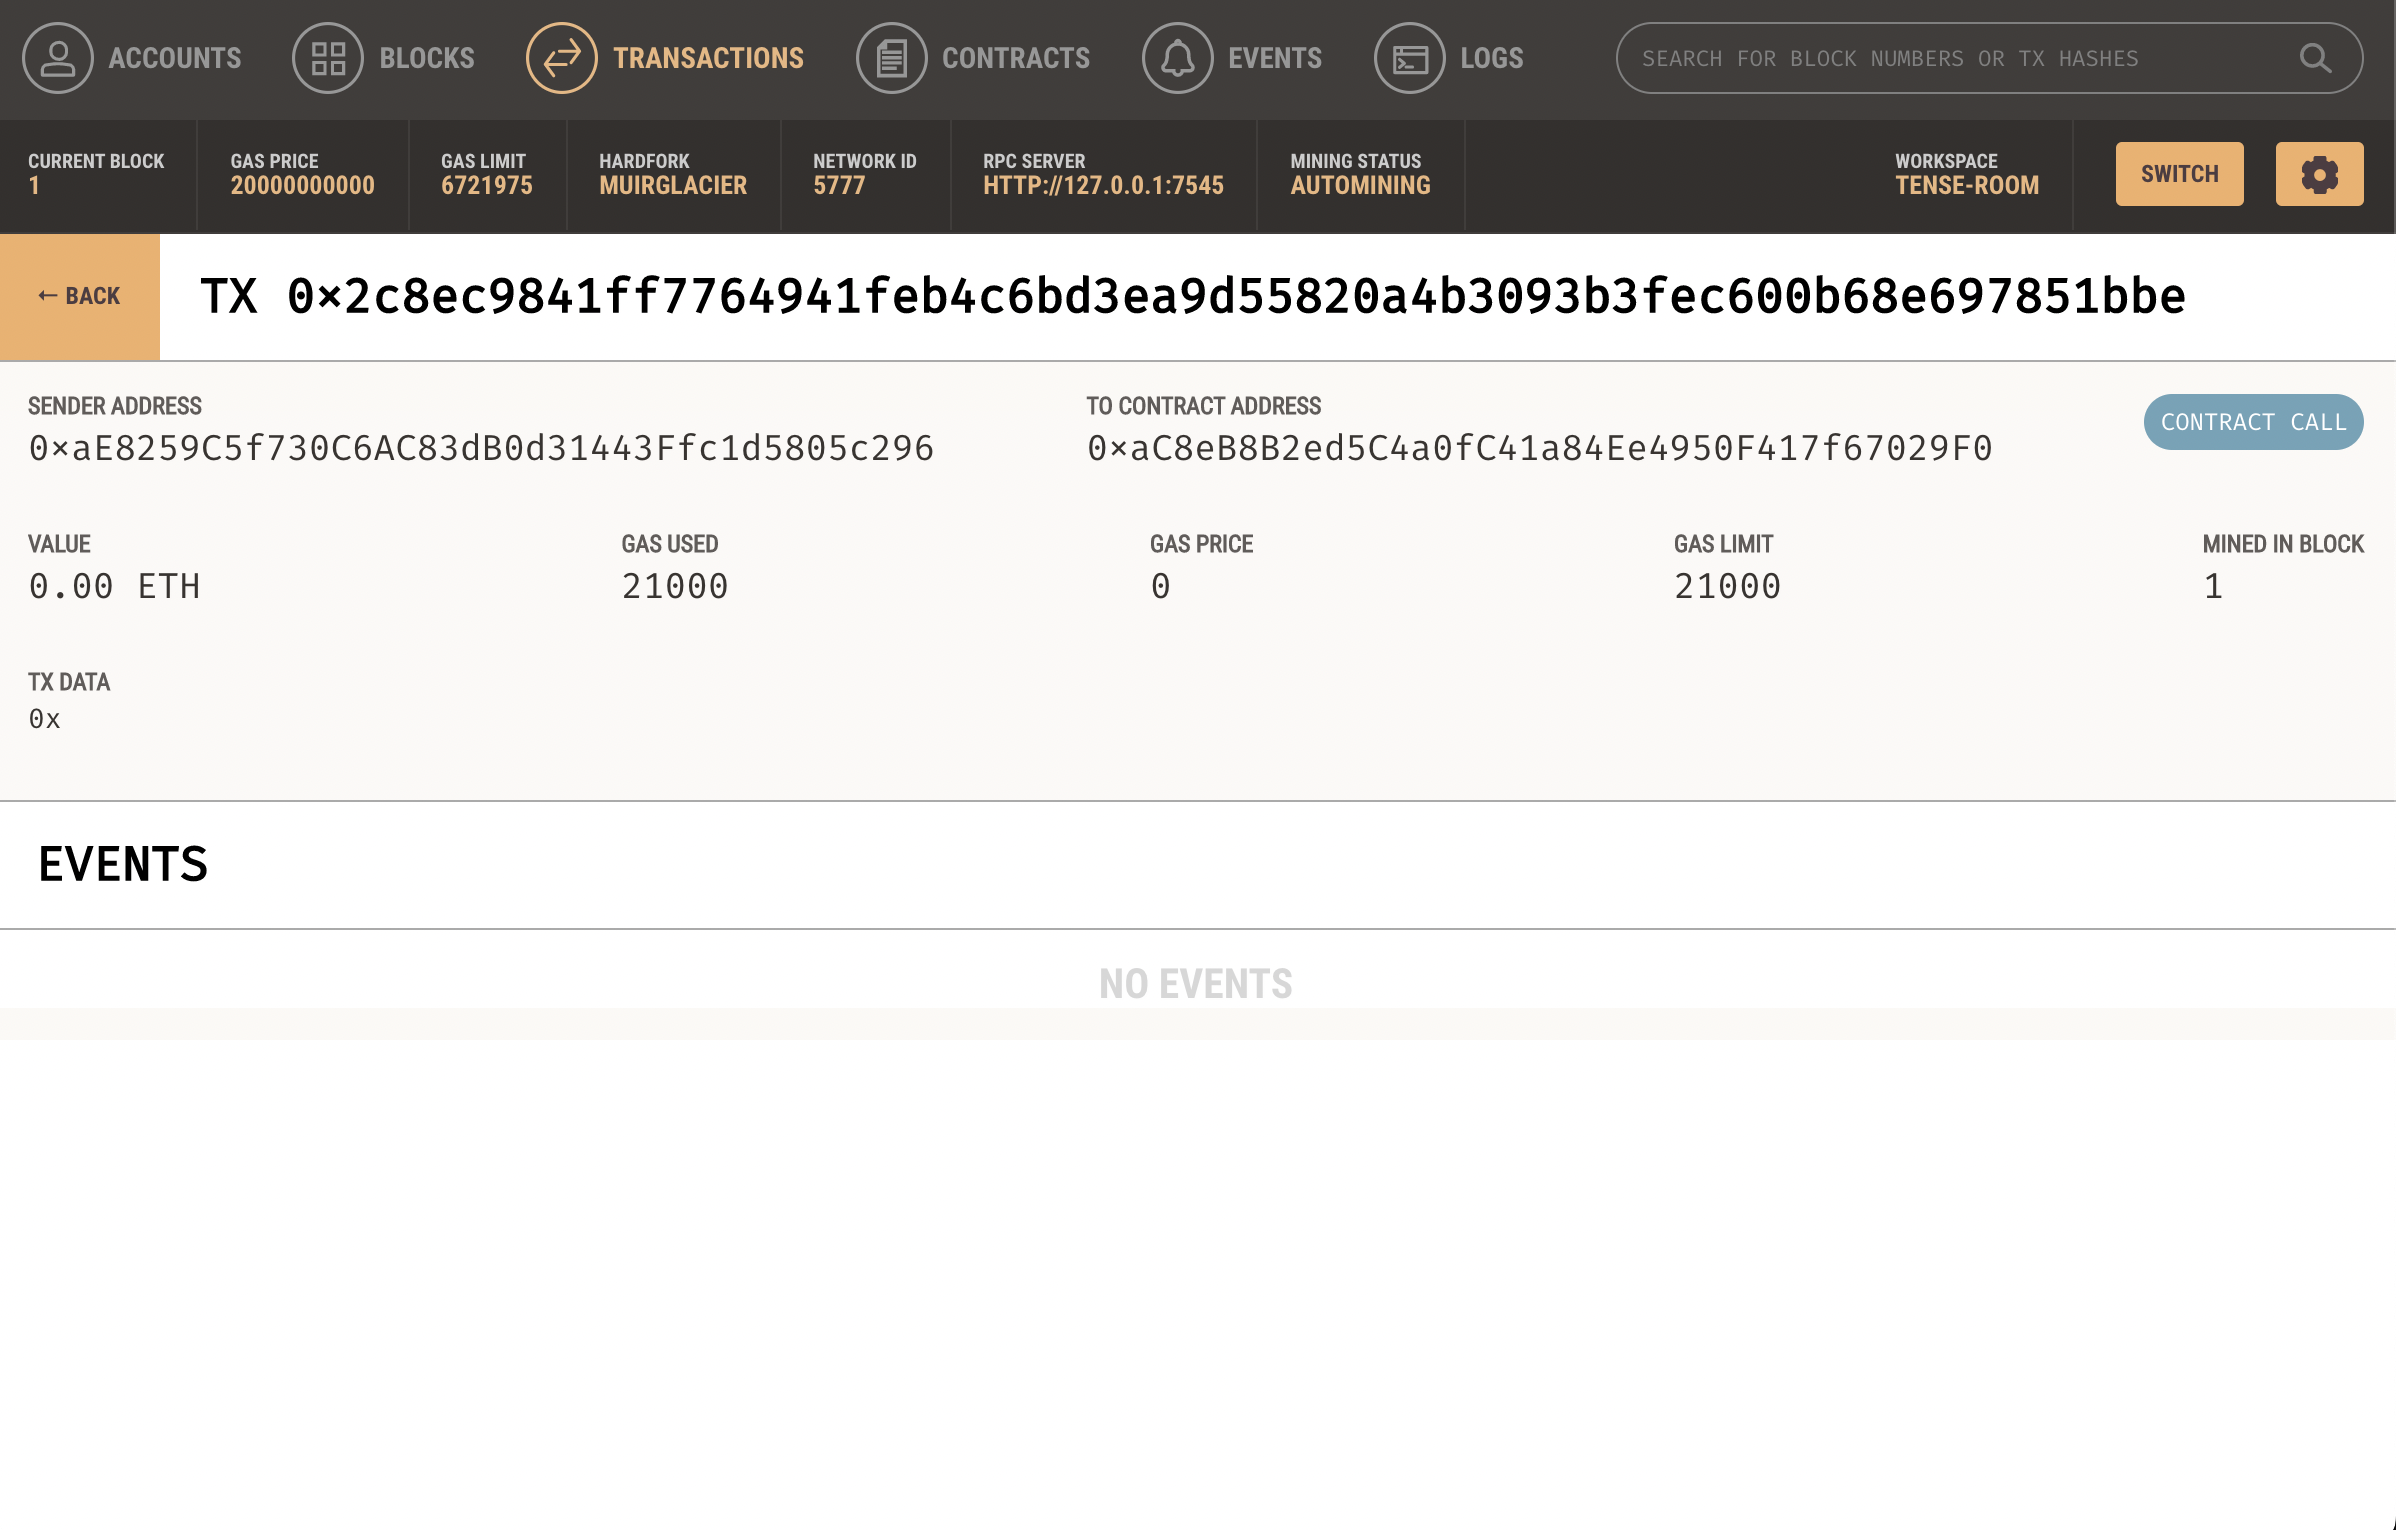 ACCOUNTS BLOCKS TRANSACTIONS CONTRACTS EVENTS LOGS SEARCH FOR BLOCK NUMBERS OR TX HASHES
CURRENT BLOCK GAS PRICE GAS LIMIT HARDFORK NETWORK ID RPC SERVER MINING STATUS WORKSPACE
1 20000000000 6721975 MUIRGLACIER 5777 HTTP://127.0.0.1:7545 AUTOMINING TENSE-ROOM SWITCH
← BACK TX 0×2c8ec9841ff7764941feb4c6bd3ea9d55820a4b3093b3fec600b68e697851bbe
SENDER ADDRESS TO CONTRACT ADDRESS
0×aE8259C5f730C6AC83dB0d31443Ffc1d5805c296 0×aC8eB8B2ed5C4a0fC41a84Ee4950F417f67029F0 CONTRACT CALL
VALUE GAS USED GAS PRICE GAS LIMIT MINED IN BLOCK
0.00 ETH 21000 0 21000 1
TX DATA
0x
EVENTS
NO EVENTS